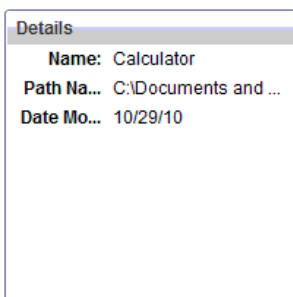 Details
Name: Calculator
Path Na... C:\Documents and ...
Date Mo... 10/29/10